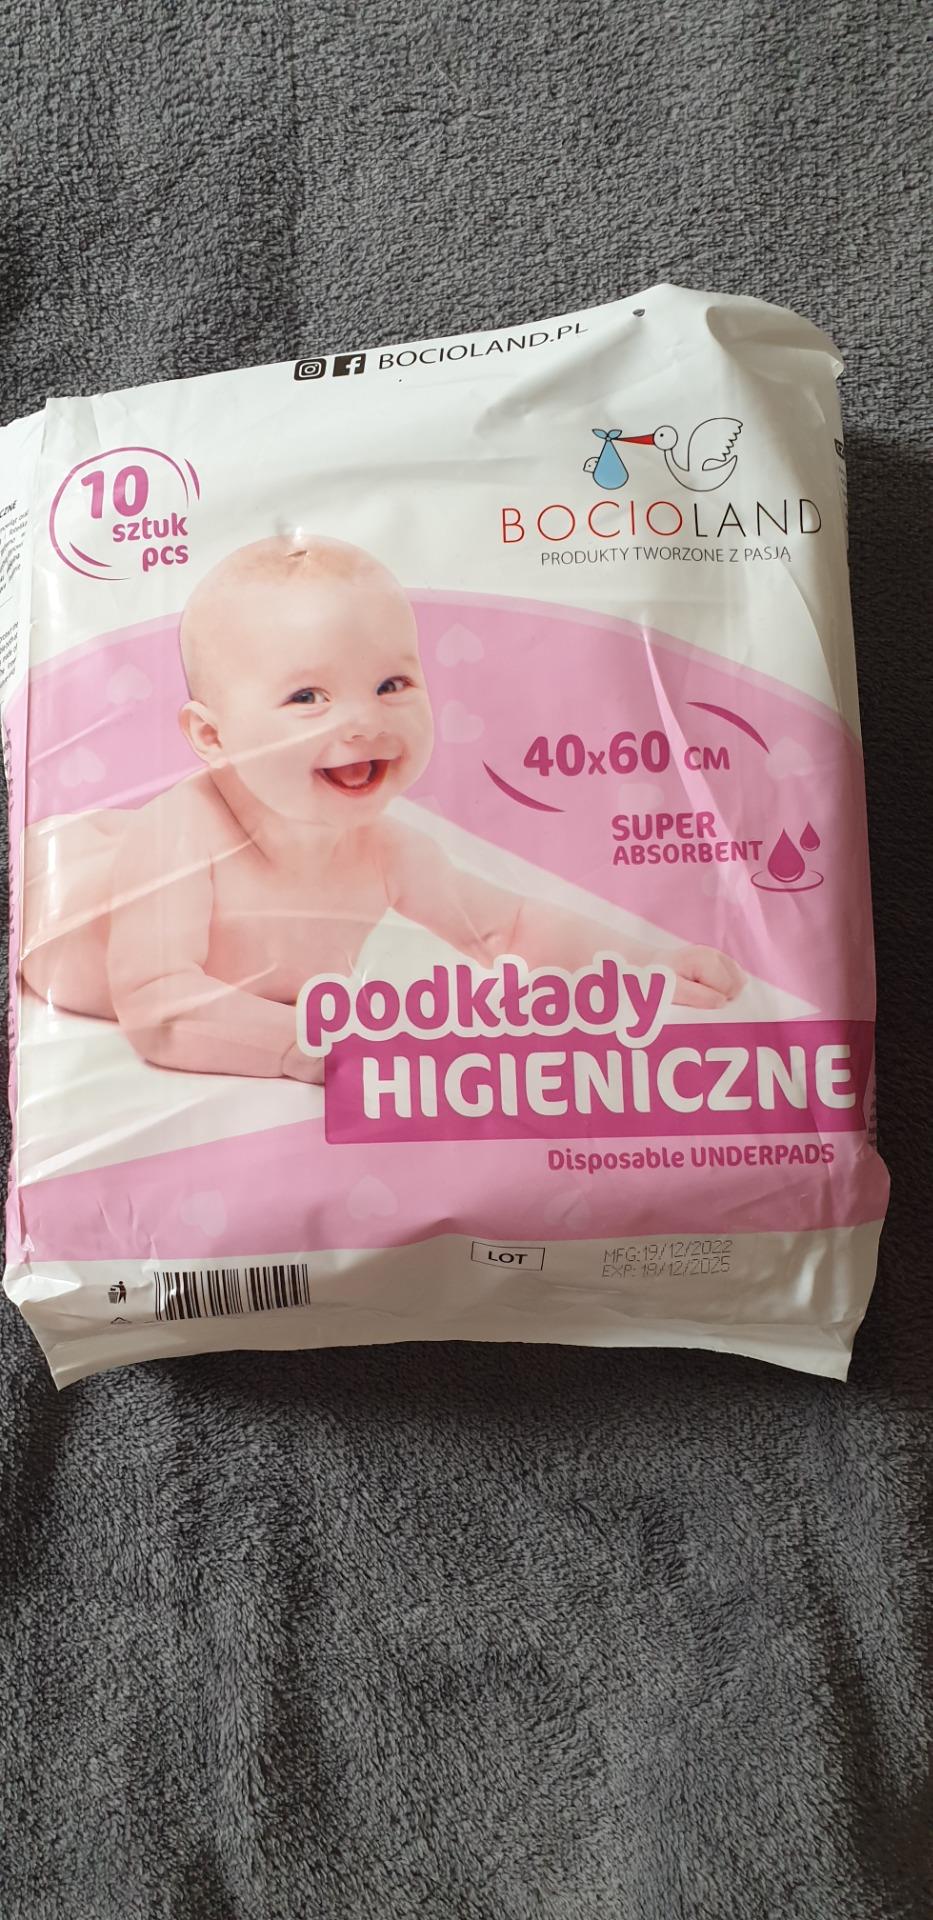 BOCIOLAND.PL
10
sztuk
pcs
BOCIOLAND
PRODUKTY TWORZONE Z PASJĄ
40x60 CM
SUPER
ABSORBENT
podkłady
HIGIENICZNE
Disposable UNDERPADS
LOT
MFG:19/12/2022
EXP: 18/12/2025